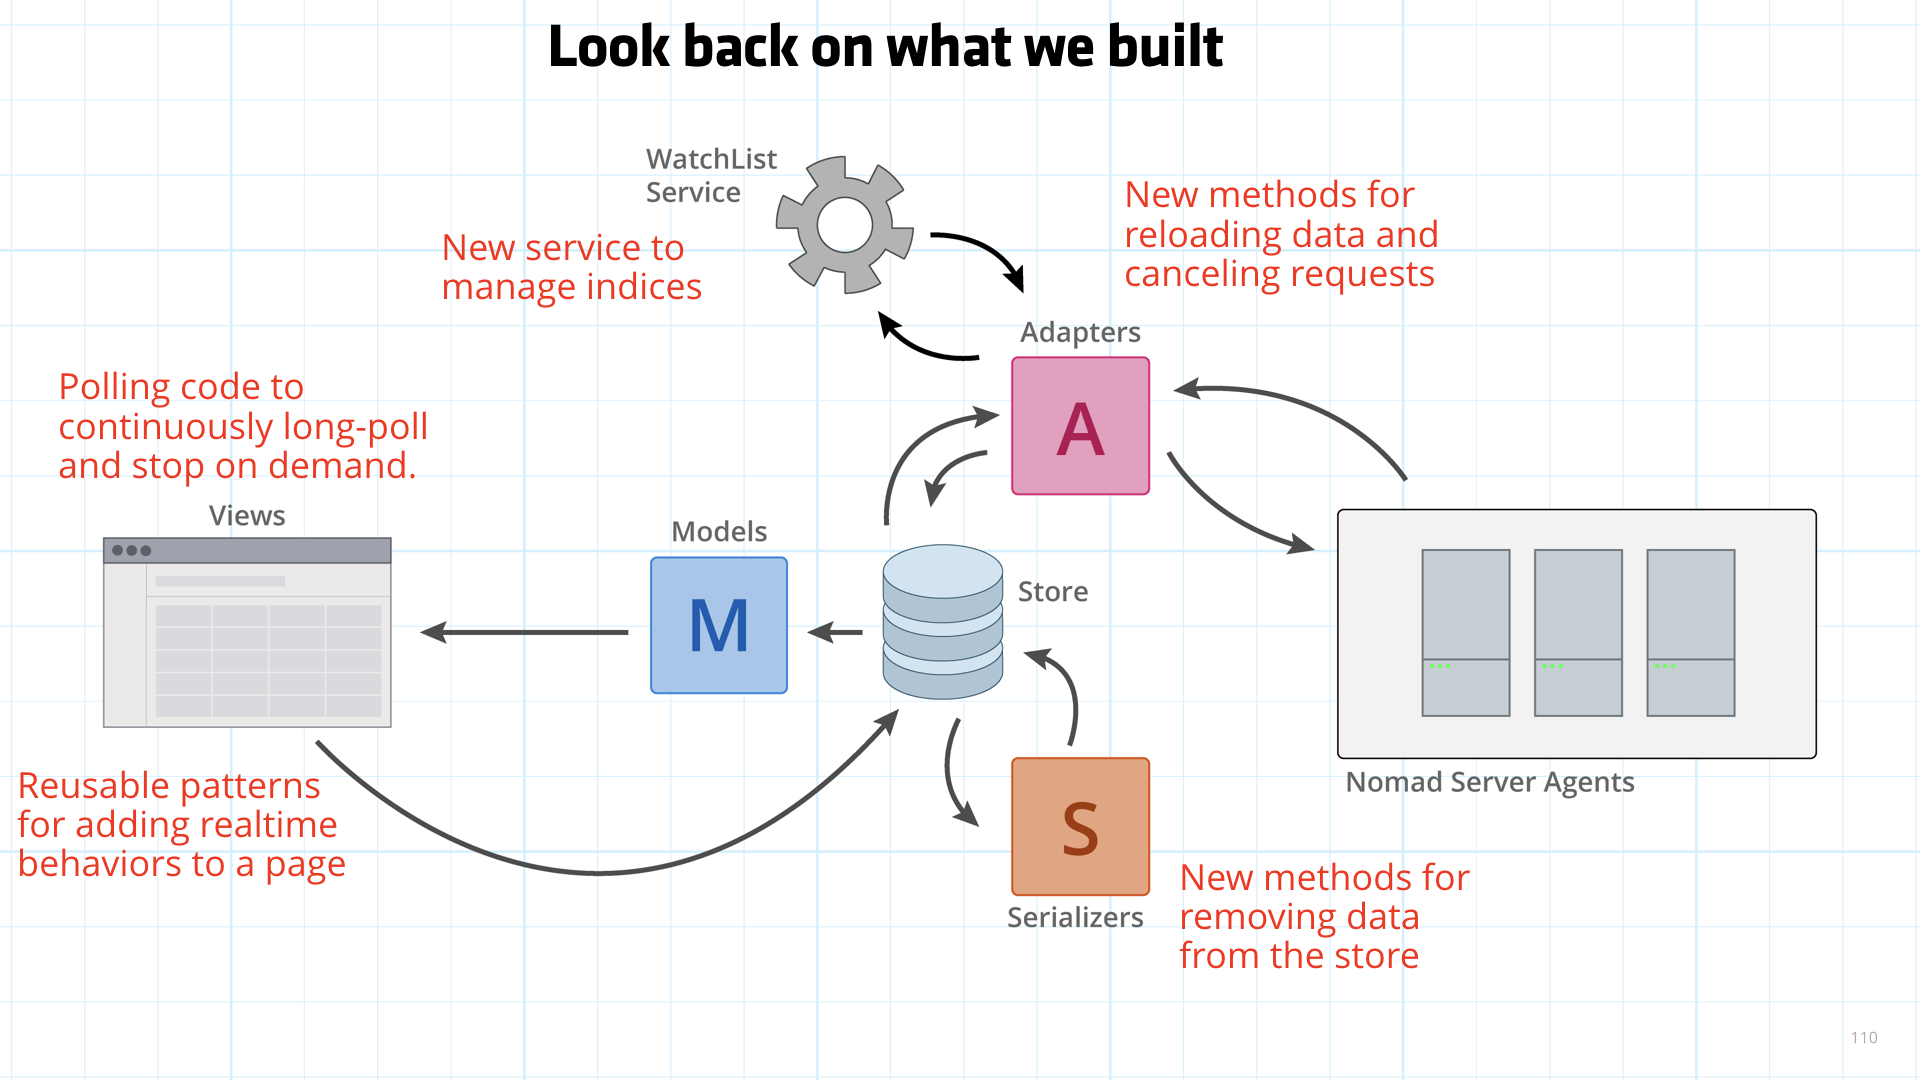 Look back on what we built
WatchList
Service
New service to
manage indices
New methods for
reloading data and
canceling requests
Adapters
A
Polling code to
continuously long-poll
and stop on demand.
Views
Models
M
Store
Nomad Server Agents
Reusable patterns
for adding realtime
behaviors to a page
S
Serializers
New methods for
removing data
from the store
110